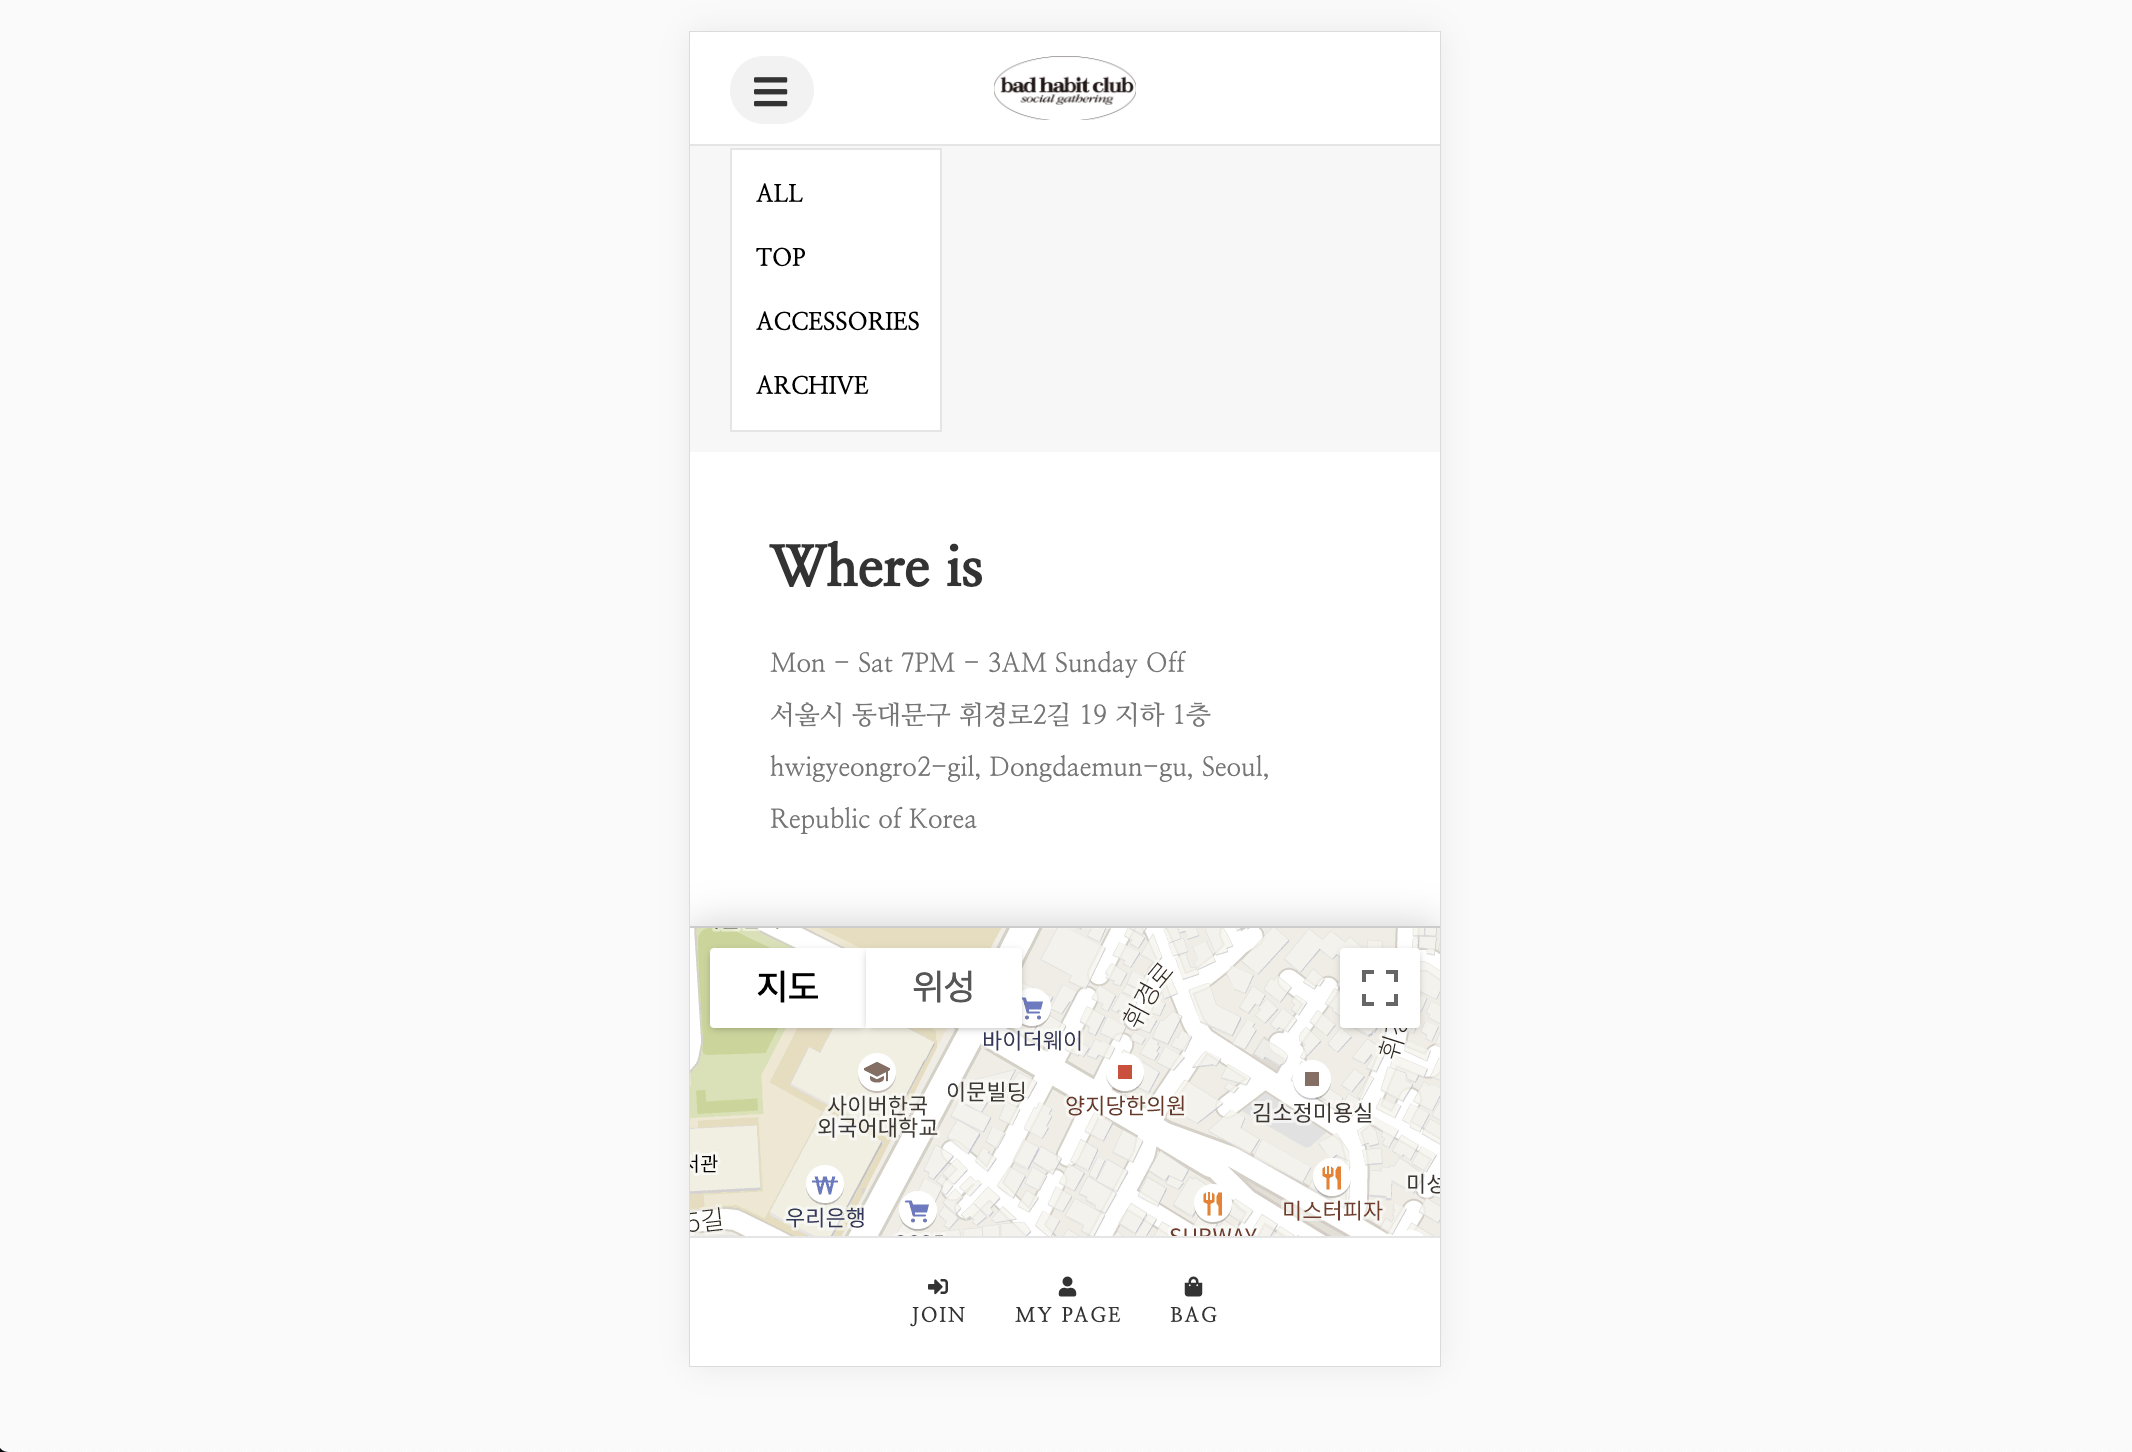 bad habit club
social gathering
ALL
TOP
ACCESSORIES
ARCHIVE
Where is
Mon - Sat 7PM - 3AM Sunday Off
서울시 동대문구 휘경로2길 19 지하 1층
hwigyeongro2-gil, Dongdaemun-gu, Seoul,
Republic of Korea
지도
위성
휘경로
바이더웨이
사이버한국
외국어대학교
이문빌딩
양지당한의원
김소정미용실
서관
우리은행
5길
SUBWAY
미스터피자
미성
JOIN
MY PAGE
BAG